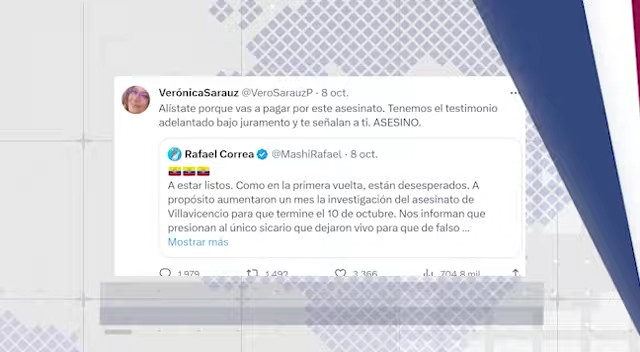 VerónicaSarauz @VeroSarauzP · 8 oct.
Alístate porque vas a pagar por este asesinato. Tenemos el testimonio
adelantado bajo juramento y te señalan a ti. ASESINO.
Rafael Correa @MashiRafael · 8 oct.
A estar listos. Como en la primera vuelta, están desesperados. A
propósito aumentaron un mes la investigación del asesinato de
Villavicencio para que termine el 10 de octubre. Nos informan que
presionan al único sicario que dejaron vivo para que de falso ...
Mostrar más
1.979 1.492 3.366 704,8 mil